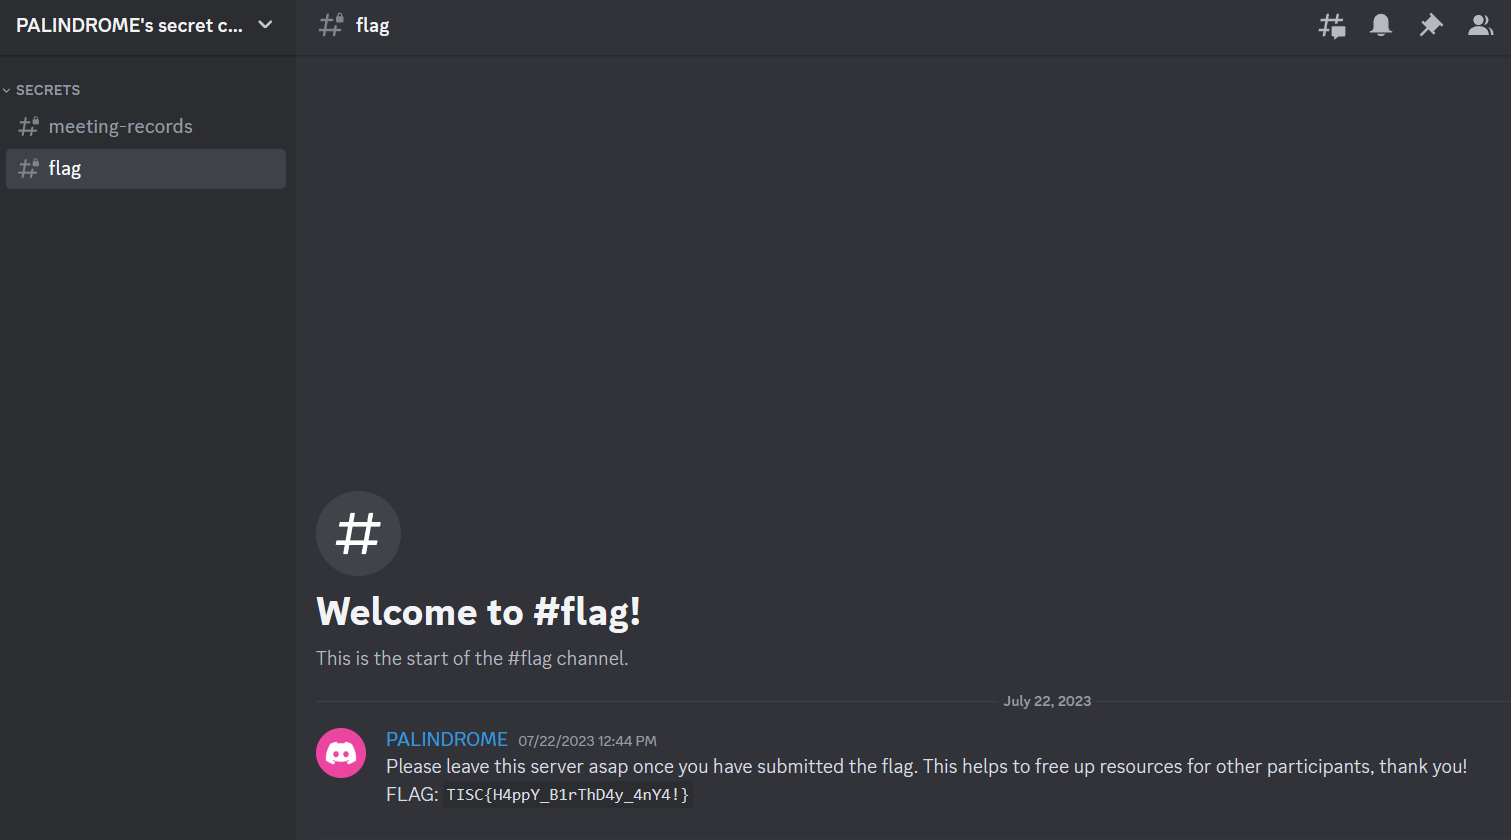 PALINDROME's secret c...
flag
SECRETS
meeting-records
flag
Welcome to #flag!
This is the start of the #flag channel.
July 22, 2023
PALINDROME 07/22/2023 12:44 PM
Please leave this server asap once you have submitted the flag. This helps to free up resources for other participants, thank you!
FLAG: TISC{H4ppY_B1rThD4y_4nY4!}